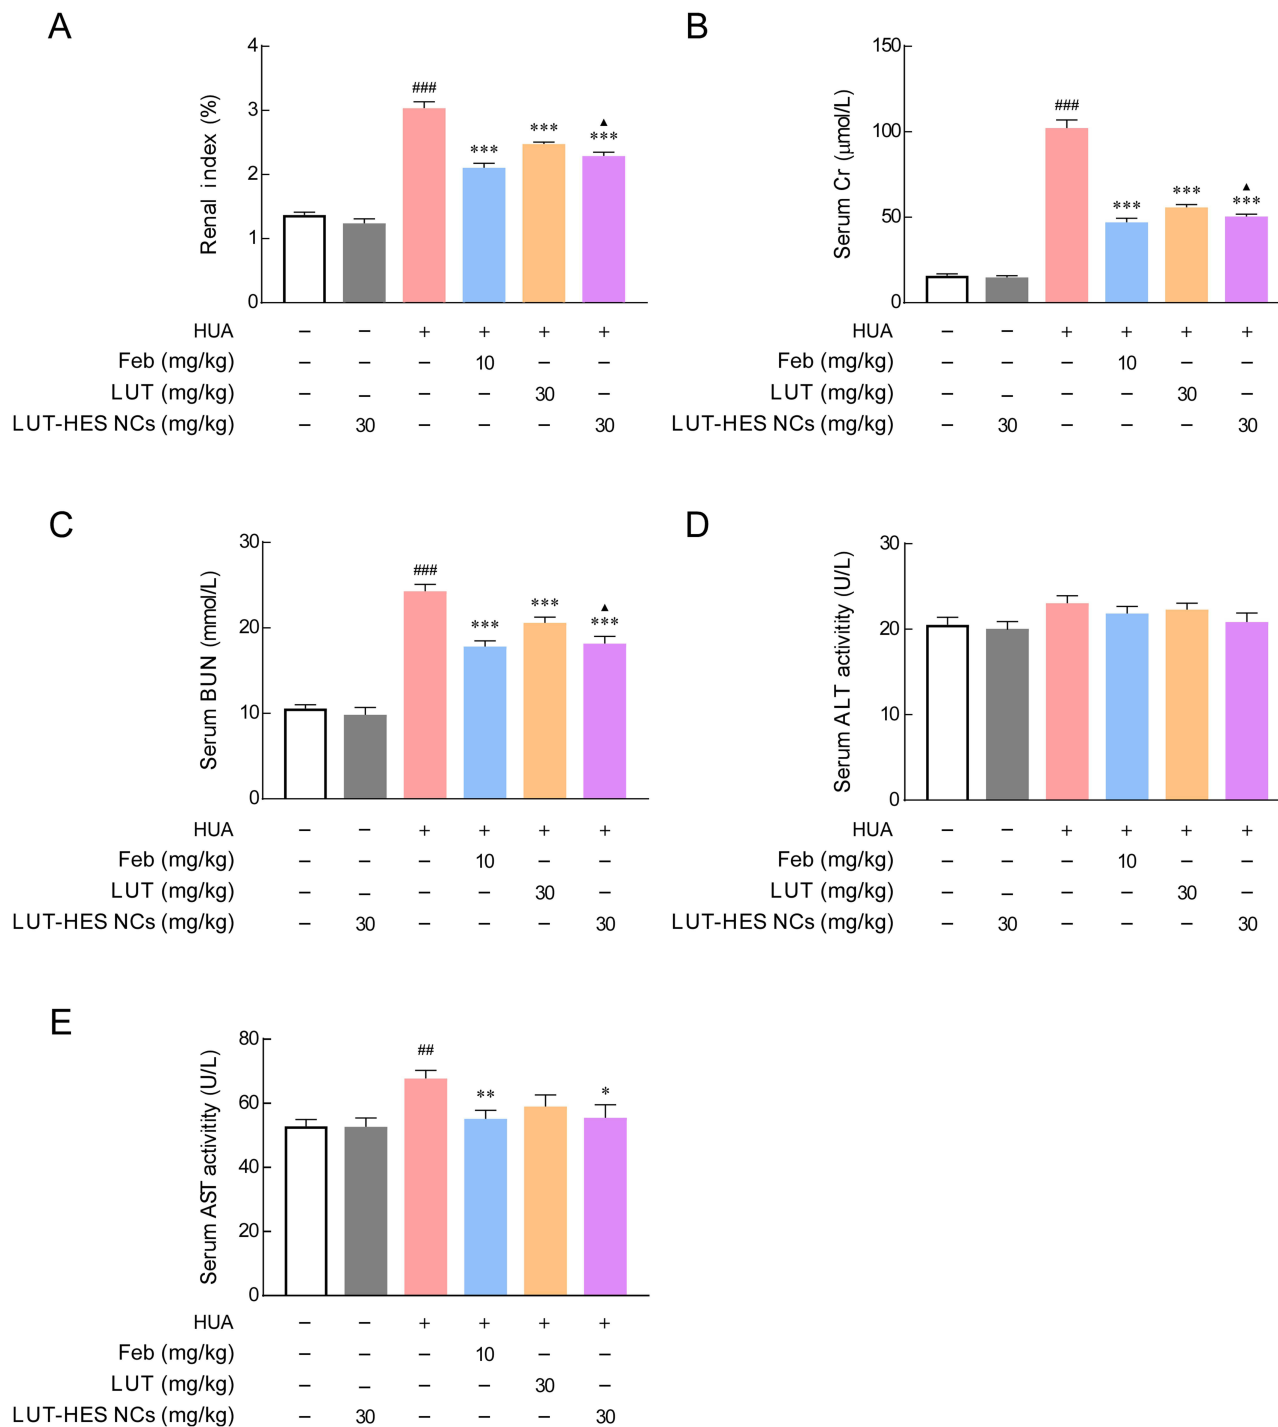 A
Renal index (%)
4
3
2
1
0
###
***
***
▲
***
HUA – – + + + +
Feb (mg/kg) – – – 10 – –
LUT (mg/kg) – – – – 30 –
LUT-HES NCs (mg/kg) – 30 – – – 30
B
Serum Cr (μmol/L)
150
100
50
0
###
***
***
▲
***
HUA – – + + + +
Feb (mg/kg) – – – 10 – –
LUT (mg/kg) – – – – 30 –
LUT-HES NCs (mg/kg) – 30 – – – 30
C
Serum BUN (mmol/L)
30
20
10
0
###
***
***
▲
***
HUA – – + + + +
Feb (mg/kg) – – – 10 – –
LUT (mg/kg) – – – – 30 –
LUT-HES NCs (mg/kg) – 30 – – – 30
D
Serum ALT activitity (U/L)
30
20
10
0
HUA – – + + + +
Feb (mg/kg) – – – 10 – –
LUT (mg/kg) – – – – 30 –
LUT-HES NCs (mg/kg) – 30 – – – 30
E
Serum AST activitity (U/L)
80
60
40
20
0
##
**
*
HUA – – + + + +
Feb (mg/kg) – – – 10 – –
LUT (mg/kg) – – – – 30 –
LUT-HES NCs (mg/kg) – 30 – – – 30